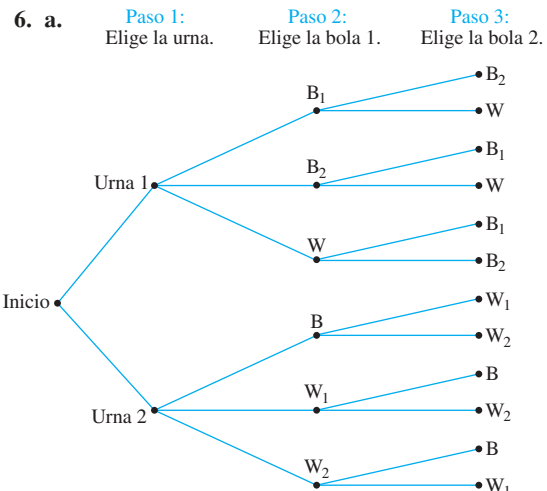 6. a.
Paso 1: Paso 2: Paso 3:
Elige la urna. Elige la bola 1. Elige la bola 2.
B2
B1
W
B1
Urna 1 B2 W
B1
W B2
Inicio
W1
B
W2
B
W1
Urna 2 W2
B
W2
W1